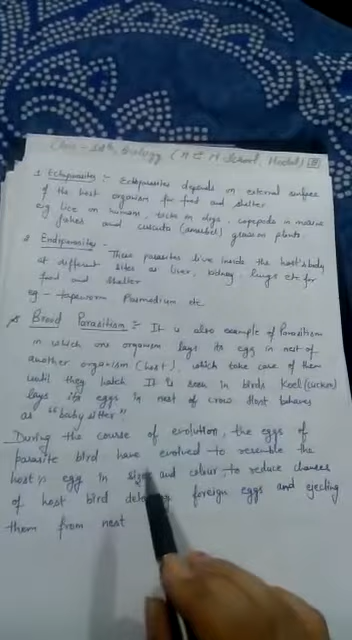 Class - 12th Biology (N S M School, Modal) 8
1 Ectoparasites :- Ectoparasites depends on external surface
of the host organism for food and shelter
eg Lice on humans, ticks on dogs, copepods in marine
fishes and cuscuta (amarbel) grows on plants.
2 Endoparasites -
These parasites live inside the host's body
at different sites as liver, kidney, lungs etc for
food and shelter
eg - tapeworm Plasmodium etc
* Brood Parasitism :- It is also example of Parasitism
in which one organism lays its egg in nest of
another organism (host), which take care of them
until they hatch It is seen in birds Koel (cuckoo)
lays its eggs in nest of crow Host behaves
as "baby sitter"
During the course of evolution, the eggs of
parasite bird have evolved to resemble the
host's egg in size and colour to reduce chances
of host bird foreign eggs and ejecting
them from nest